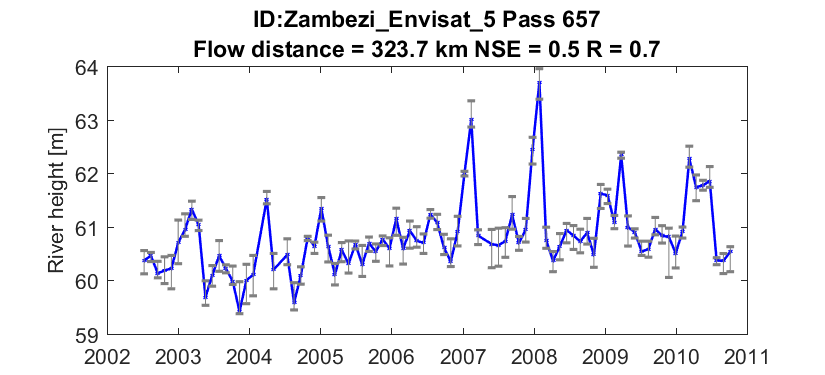 ID:Zambezi_Envisat_5 Pass 657
Flow distance = 323.7 km NSE = 0.5 R = 0.7
River height [m]
64
63
62
61
60
59
2002 2003 2004 2005 2006 2007 2008 2009 2010 2011